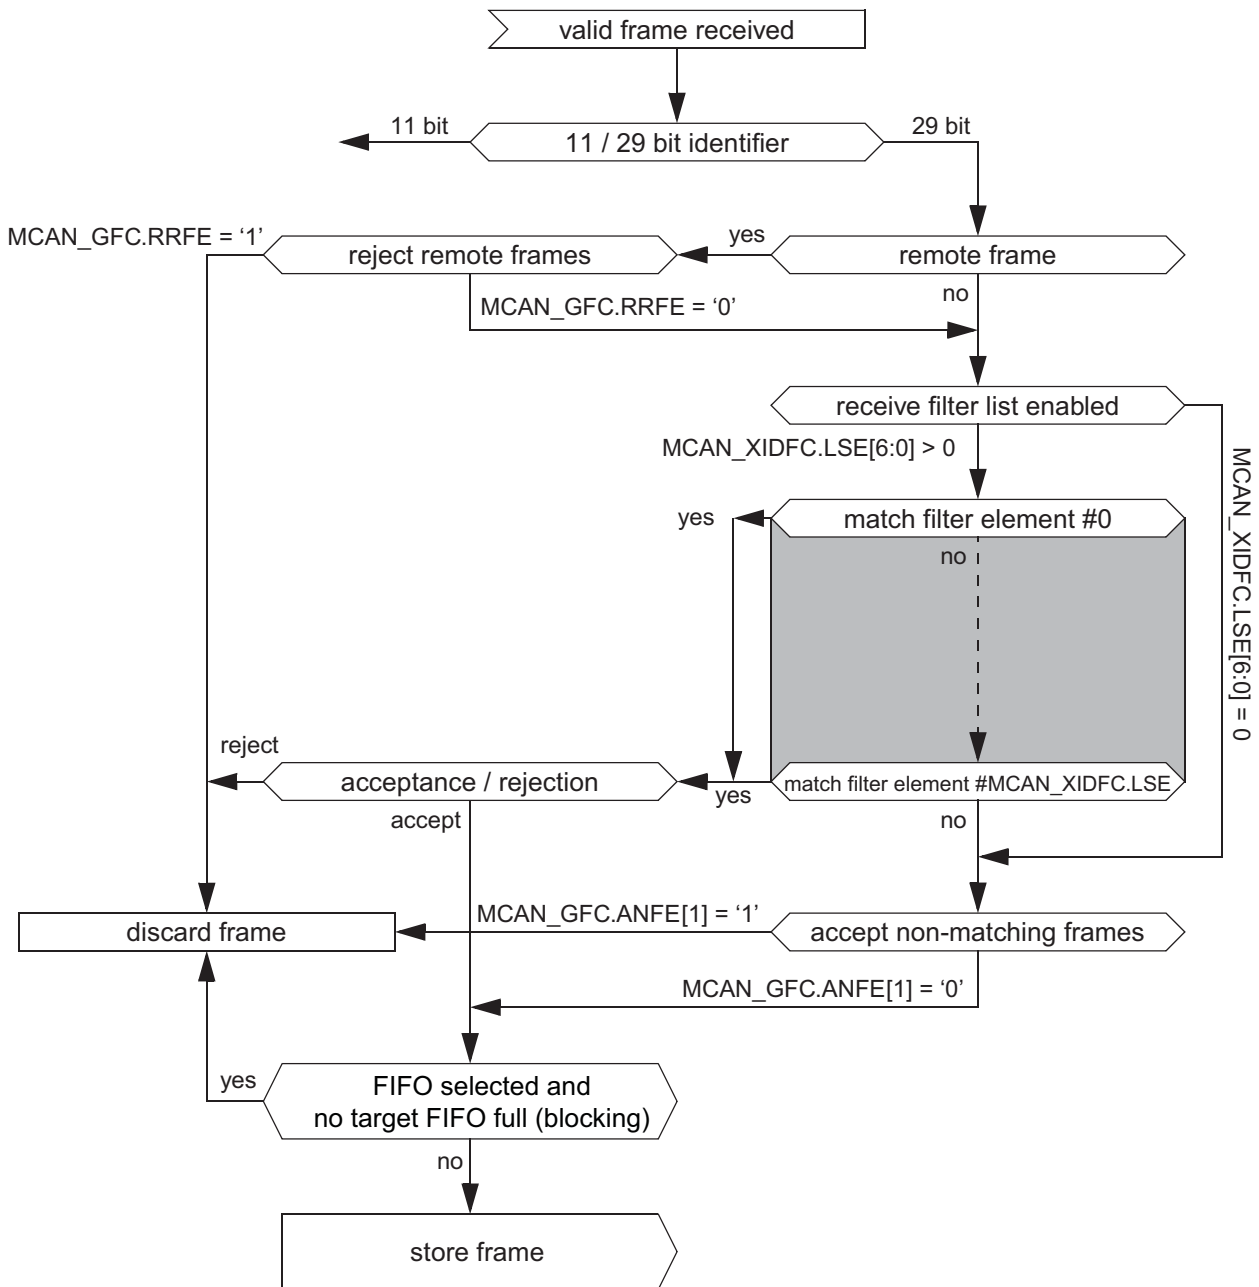 valid frame received
11 bit
11 / 29 bit identifier
29 bit
MCAN_GFC.RRFE = ‘1’
reject remote frames
yes
remote frame
MCAN_GFC.RRFE = ‘0’
no
receive filter list enabled
MCAN_XIDFC.LSE[6:0] > 0
MCAN_XIDFC.LSE[6:0] = 0
yes
match filter element #0
no
reject
acceptance / rejection
yes
match filter element #MCAN_XIDFC.LSE
accept
no
discard frame
MCAN_GFC.ANFE[1] = ‘1’
accept non-matching frames
MCAN_GFC.ANFE[1] = ‘0’
yes
FIFO selected and
no target FIFO full (blocking)
no
store frame